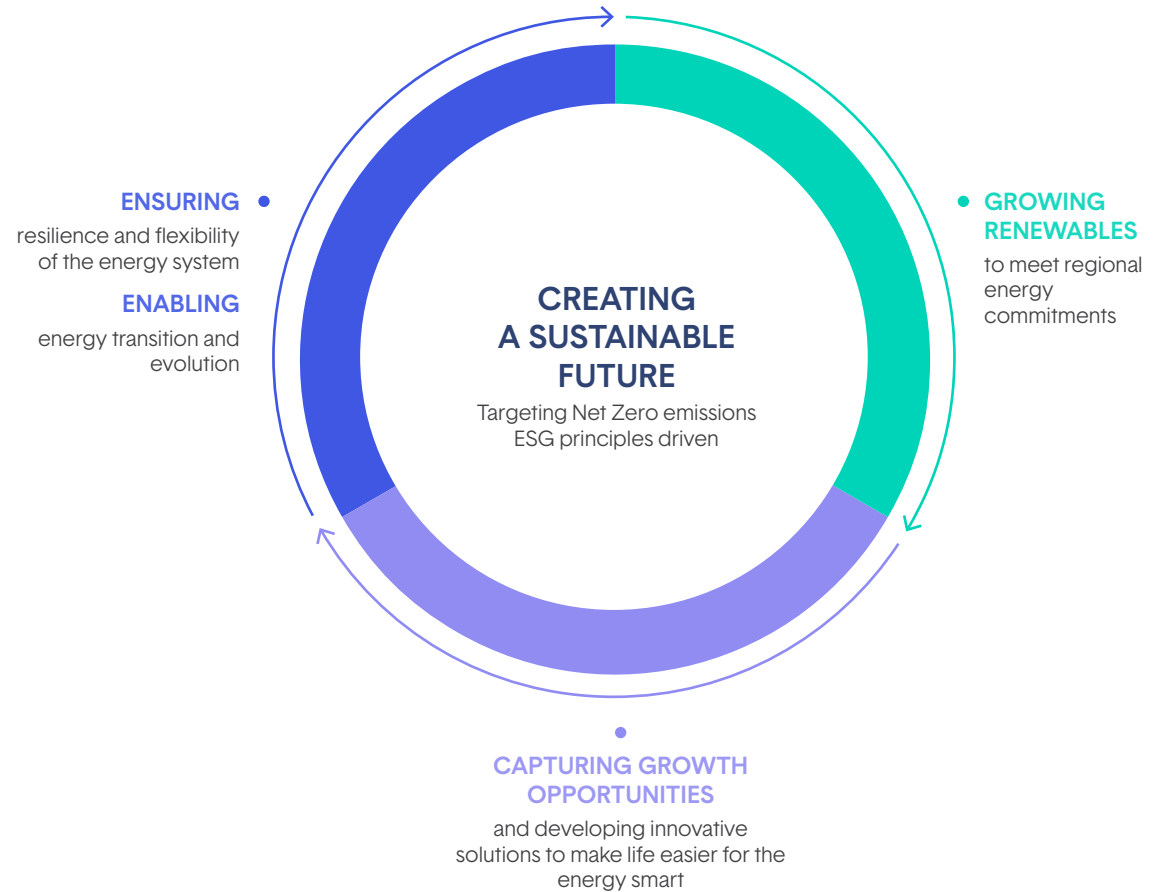 ENSURING
resilience and flexibility
of the energy system
ENABLING
energy transition and
evolution
CREATING
A SUSTAINABLE
FUTURE
Targeting Net Zero emissions
ESG principles driven
GROWING
RENEWABLES
to meet regional
energy
commitments
CAPTURING GROWTH
OPPORTUNITIES
and developing innovative
solutions to make life easier for the
energy smart